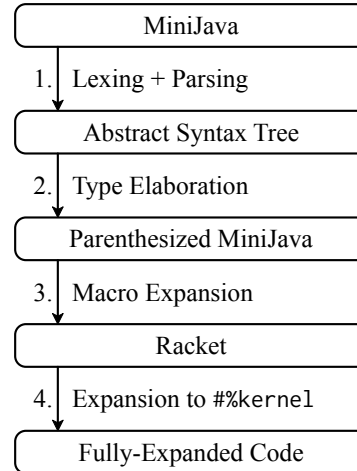 MiniJava
1. Lexing + Parsing
Abstract Syntax Tree
2. Type Elaboration
Parenthesized MiniJava
3. Macro Expansion
Racket
4. Expansion to #%kernel
Fully-Expanded Code